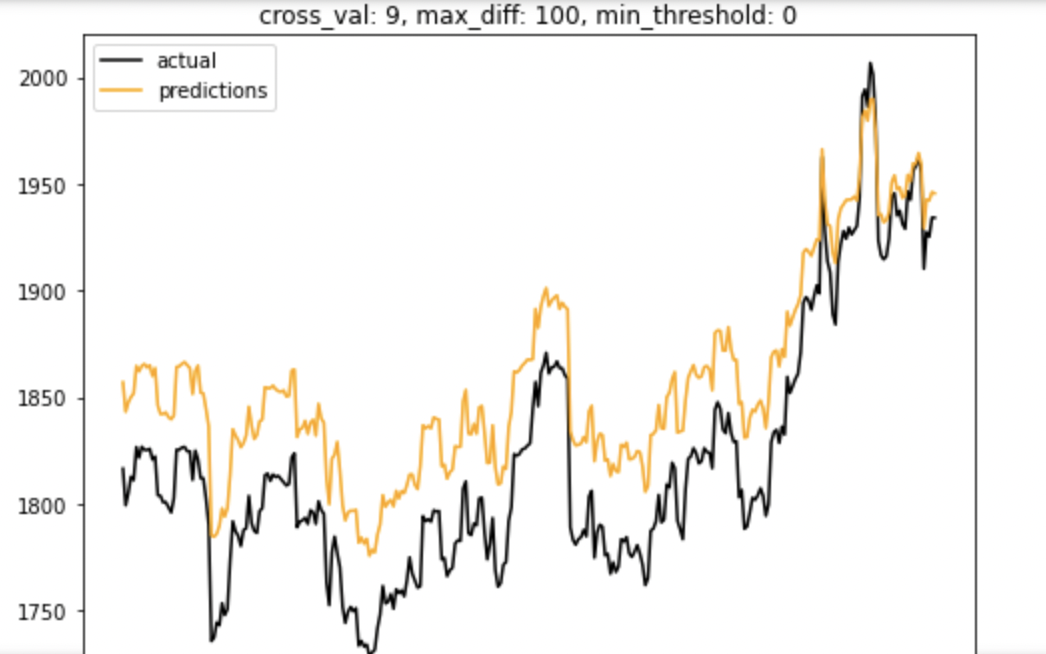 cross_val: 9, max_diff: 100, min_threshold: 0
actual
predictions
2000
1950
1900
1850
1800
1750